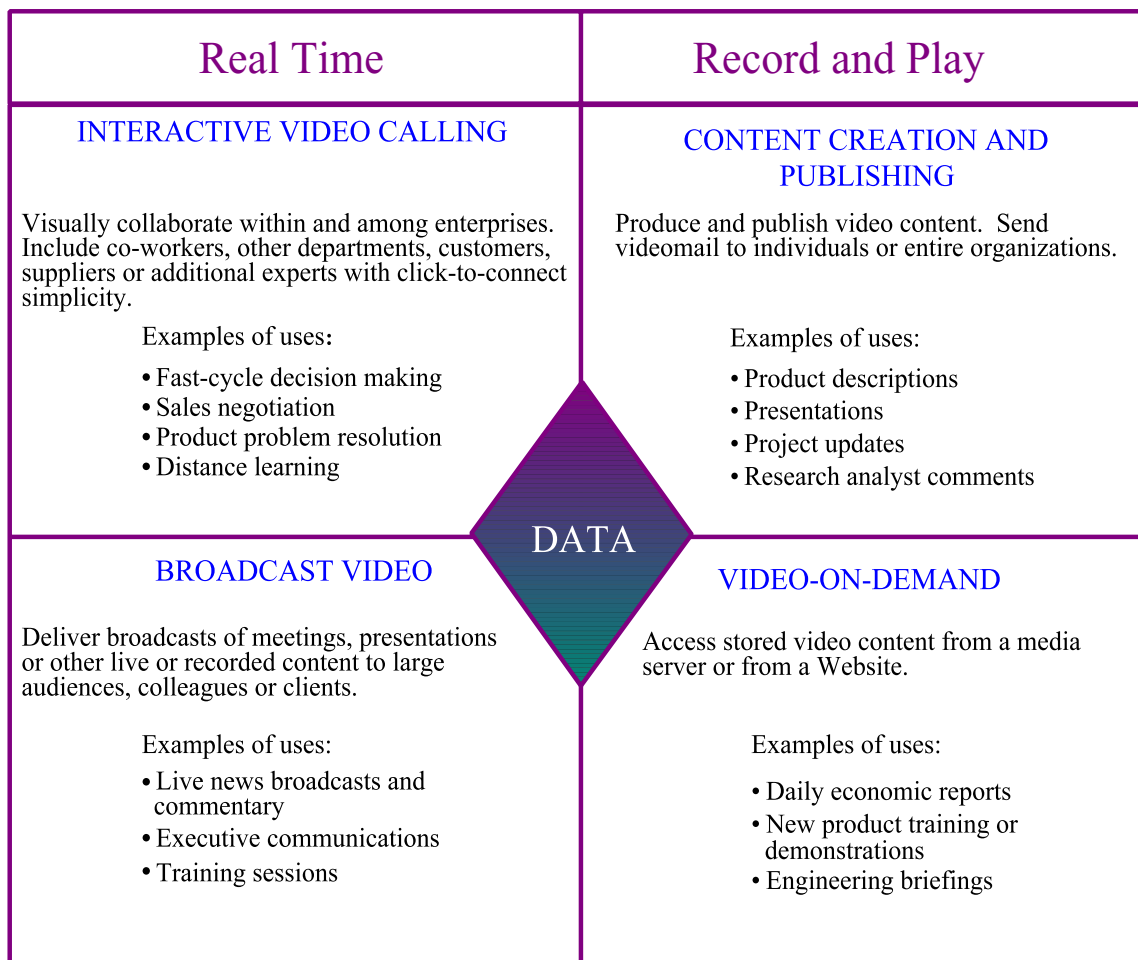 Real Time
Record and Play
INTERACTIVE VIDEO CALLING
Visually collaborate within and among enterprises.
Include co-workers, other departments, customers,
suppliers or additional experts with click-to-connect
simplicity.
Examples of uses:
• Fast-cycle decision making
• Sales negotiation
• Product problem resolution
• Distance learning
CONTENT CREATION AND
PUBLISHING
Produce and publish video content.  Send
videomail to individuals or entire organizations.
Examples of uses:
• Product descriptions
• Presentations
• Project updates
• Research analyst comments
DATA
BROADCAST VIDEO
Deliver broadcasts of meetings, presentations
or other live or recorded content to large
audiences, colleagues or clients.
Examples of uses:
• Live news broadcasts and
commentary
• Executive communications
• Training sessions
VIDEO-ON-DEMAND
Access stored video content from a media
server or from a Website.
Examples of uses:
• Daily economic reports
• New product training or
demonstrations
• Engineering briefings